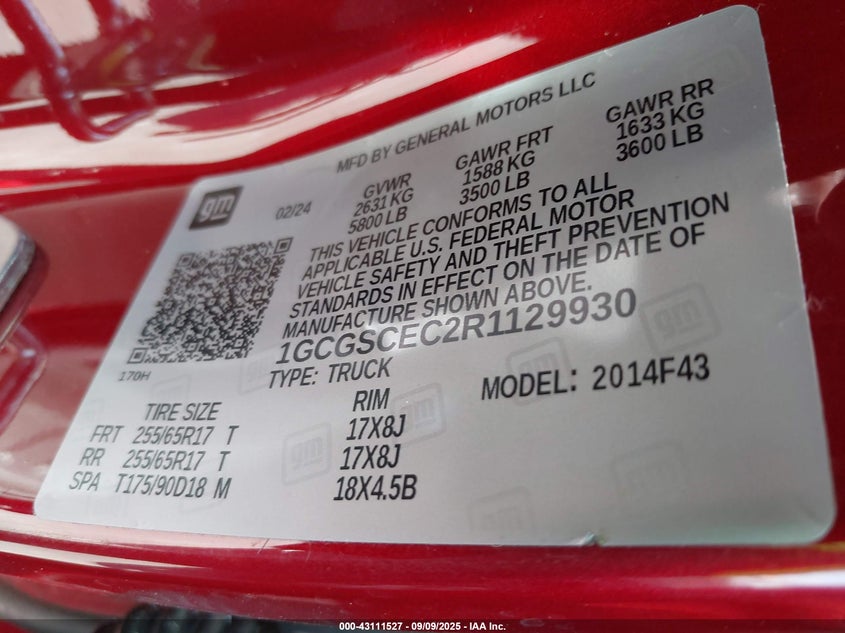 MFD BY GENERAL MOTORS LLC
gm
02/24
GVWR GAWR FRT GAWR RR
2631 KG 1588 KG 1633 KG
5800 LB 3500 LB 3600 LB
THIS VEHICLE CONFORMS TO ALL
APPLICABLE U.S. FEDERAL MOTOR
VEHICLE SAFETY AND THEFT PREVENTION
STANDARDS IN EFFECT ON THE DATE OF
MANUFACTURE SHOWN ABOVE.
1GCGSCEC2R1129930
170H
TYPE: TRUCK MODEL: 2014F43
TIRE SIZE RIM
FRT 255/65R17 T 17X8J
RR 255/65R17 T 17X8J
SPA T175/90D18 M 18X4.5B
000-43111527 - 09/09/2025 - IAA Inc.